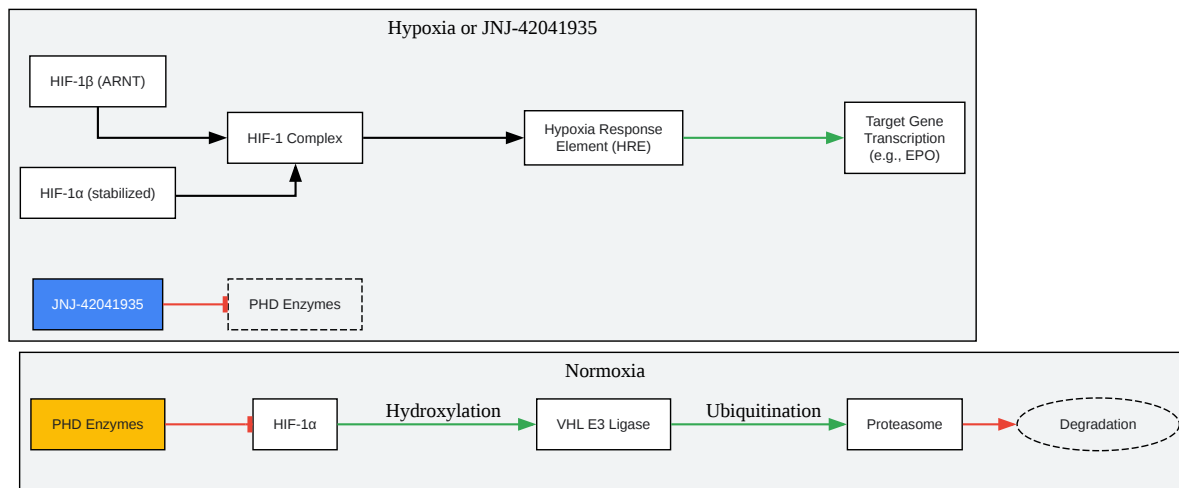 Hypoxia or JNJ-42041935
HIF-1β (ARNT)
HIF-1 Complex
Hypoxia Response
Element (HRE)
Target Gene
Transcription
(e.g., EPO)
HIF-1α (stabilized)
JNJ-42041935
PHD Enzymes
Normoxia
PHD Enzymes
HIF-1α
Hydroxylation
VHL E3 Ligase
Ubiquitination
Proteasome
Degradation